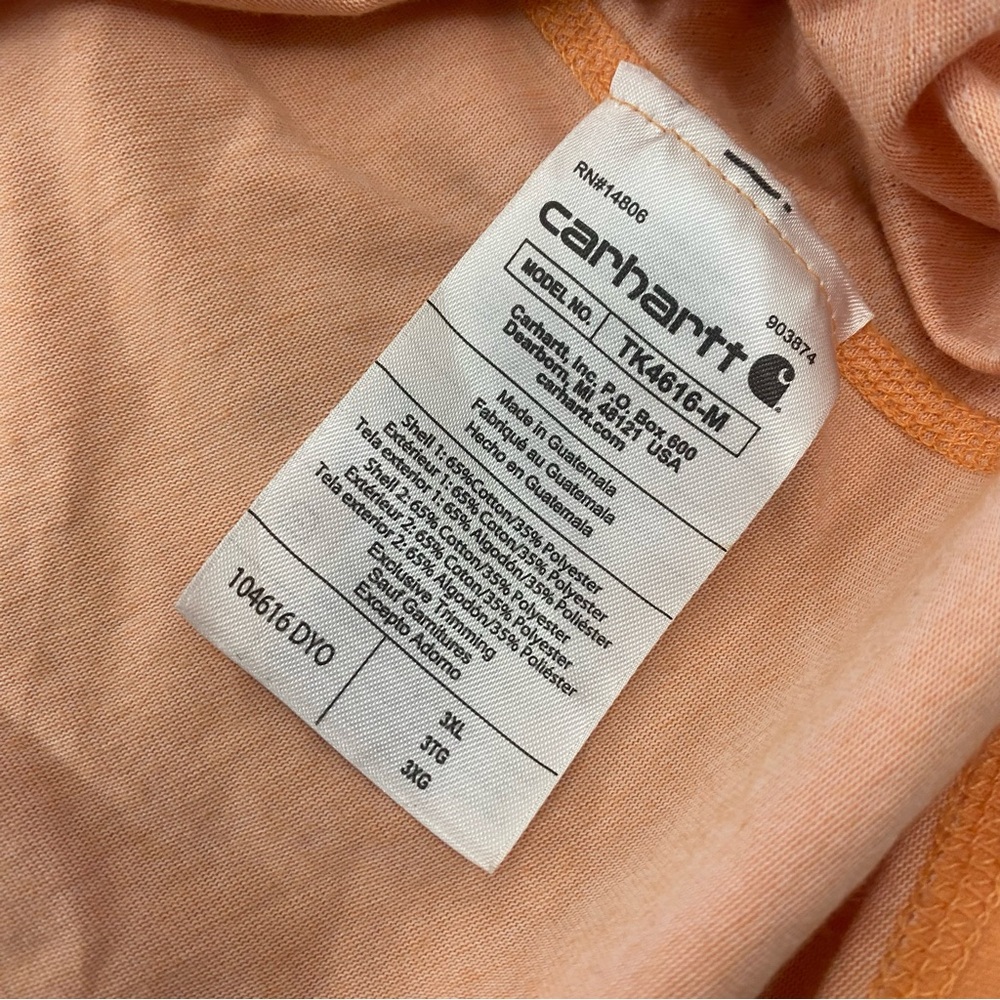 RN#14806
903874
carhartt
MODEL NO. TK4616-M
Carhartt, Inc. P.O. Box 600
Dearborn, MI 48121 USA
carhartt.com
Made in Guatemala
Fabriqué au Guatemala
Hecho en Guatemala
Shell 1: 65%Cotton/35% Polyester
Extérieur 1: 65% Coton/35% Polyester
Tela exterior 1: 65% Algodón/35% Poliéster
Shell 2: 65% Cotton/35% Polyester
Extérieur 2: 65% Coton/35% Polyester
Tela exterior 2: 65% Algodón/35% Poliéster
Exclusive Trimming
Sauf Garnitures
Excepto Adorno
104616 DYO
3XL
3TG
3XG